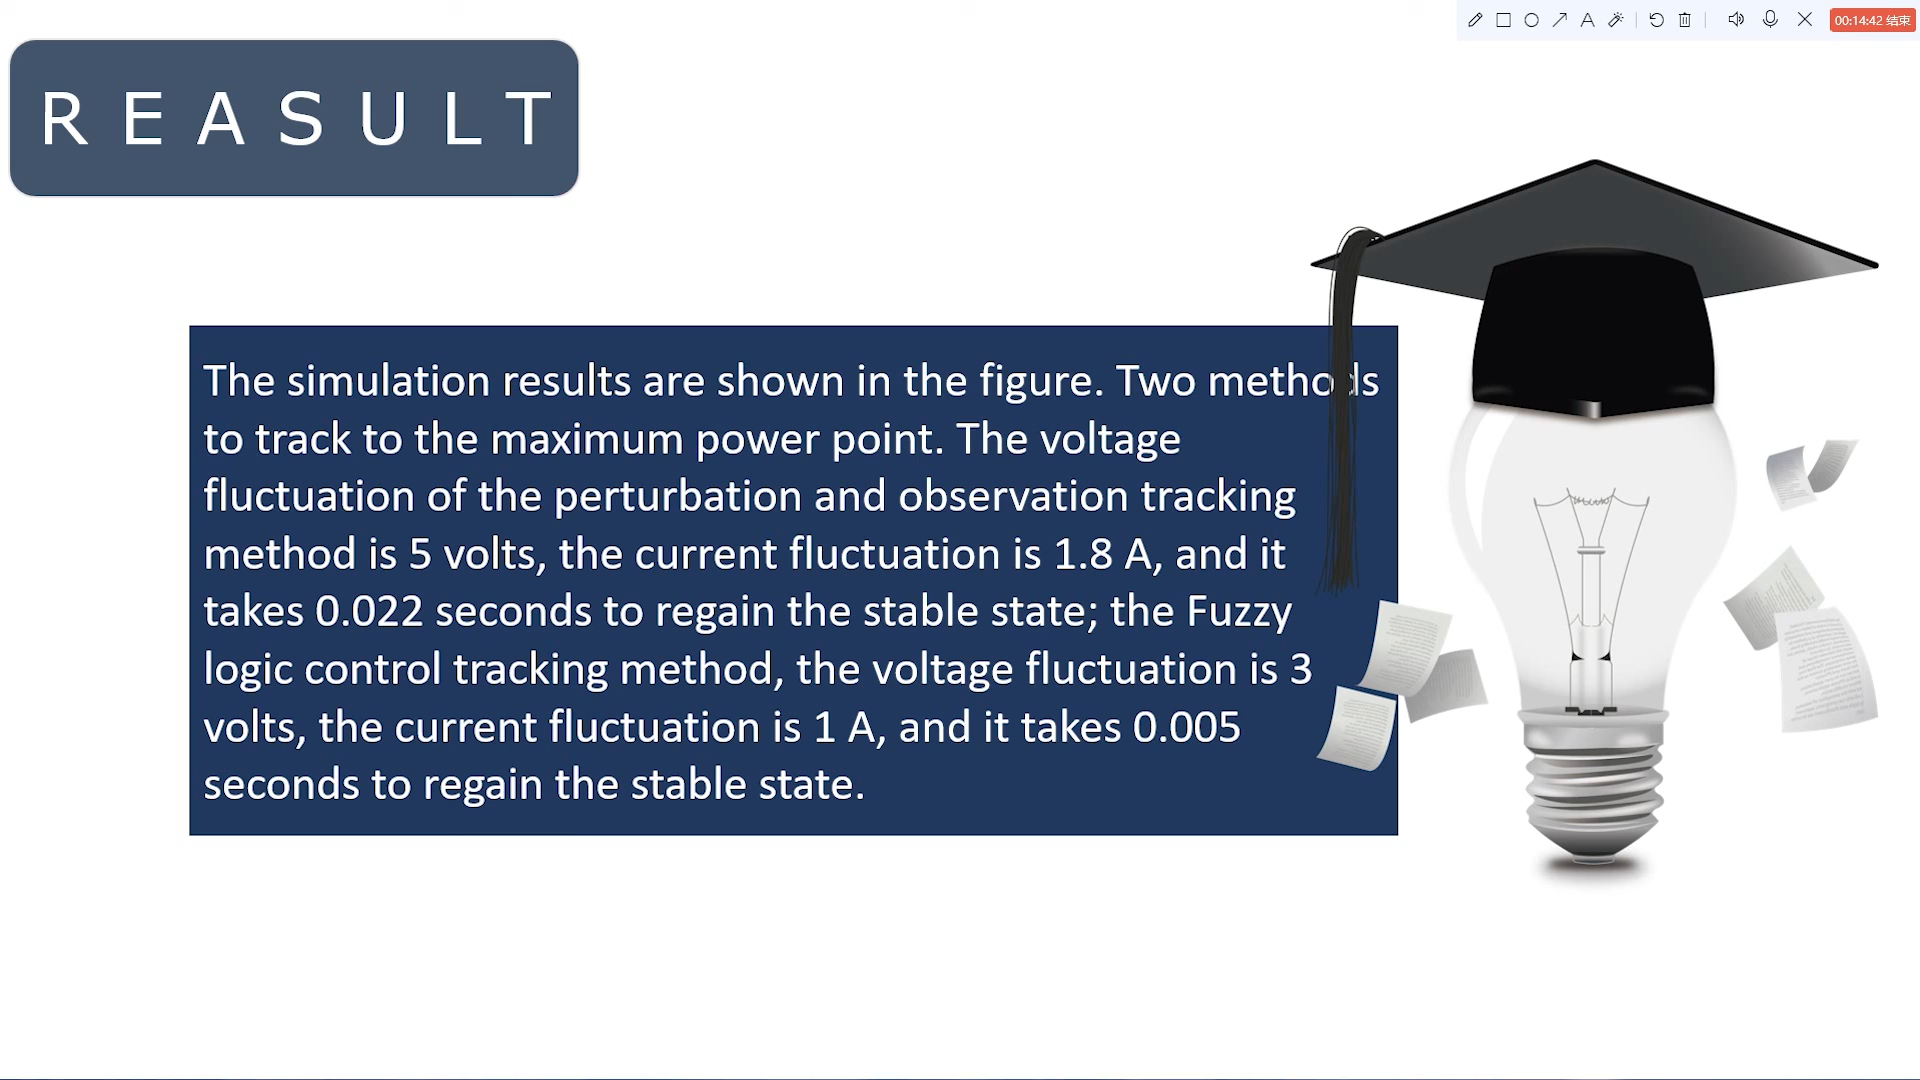 00:14:42 结束
R E A S U L T
The simulation results are shown in the figure. Two methods
to track to the maximum power point. The voltage
fluctuation of the perturbation and observation tracking
method is 5 volts, the current fluctuation is 1.8 A, and it
takes 0.022 seconds to regain the stable state; the Fuzzy
logic control tracking method, the voltage fluctuation is 3
volts, the current fluctuation is 1 A, and it takes 0.005
seconds to regain the stable state.